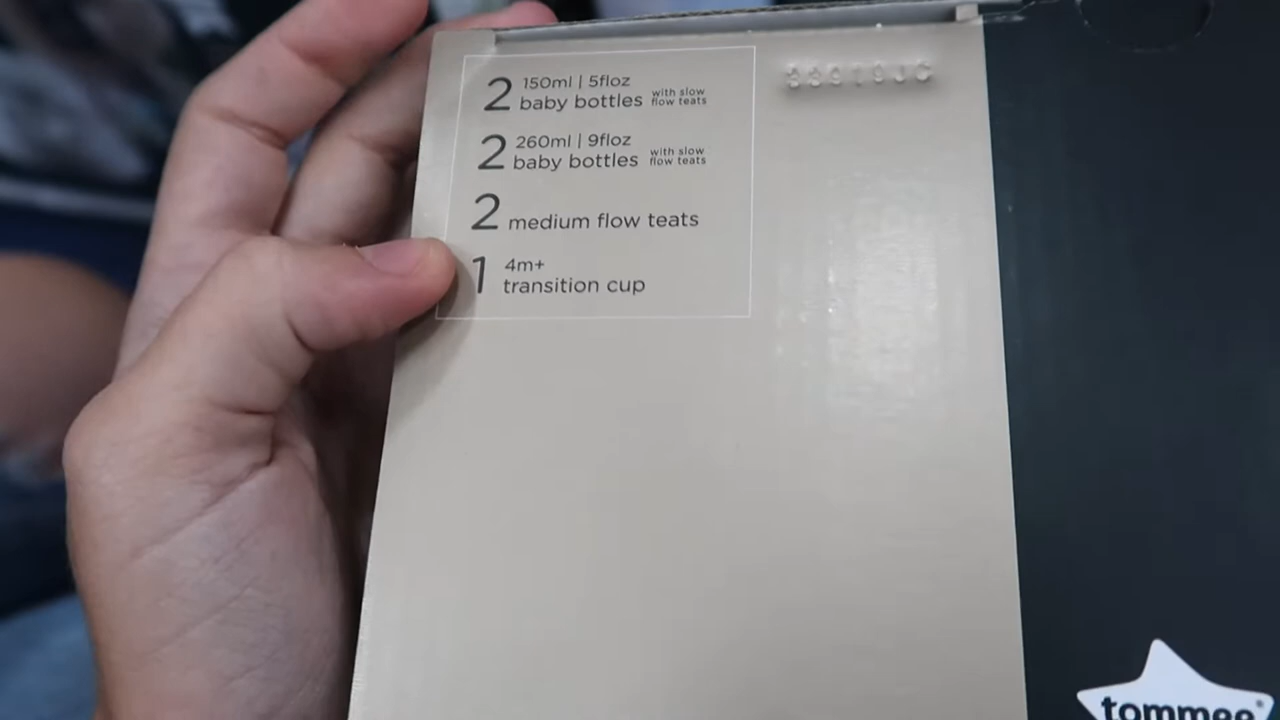 2 150ml | 5floz
baby bottles with slow
flow teats
2 260ml | 9floz
baby bottles with slow
flow teats
2 medium flow teats
1 4m+
transition cup
tommee